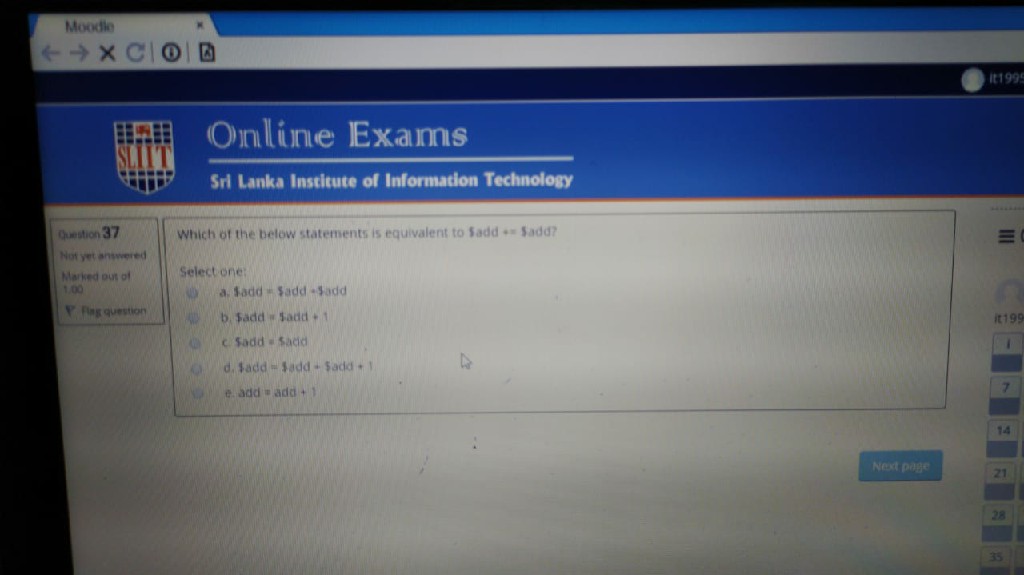 Moodle
it1995
SLIIT
Online Exams
Sri Lanka Institute of Information Technology
Question 37
Not yet answered
Marked out of
1.00
Flag question
Which of the below statements is equivalent to $add += $add?
Select one:
a. $add = $add +$add
b. $add = $add + 1
c. $add = $add
d. $add = $add + $add + 1
e. add = add + 1
Next page
it199
1
7
14
21
28
35